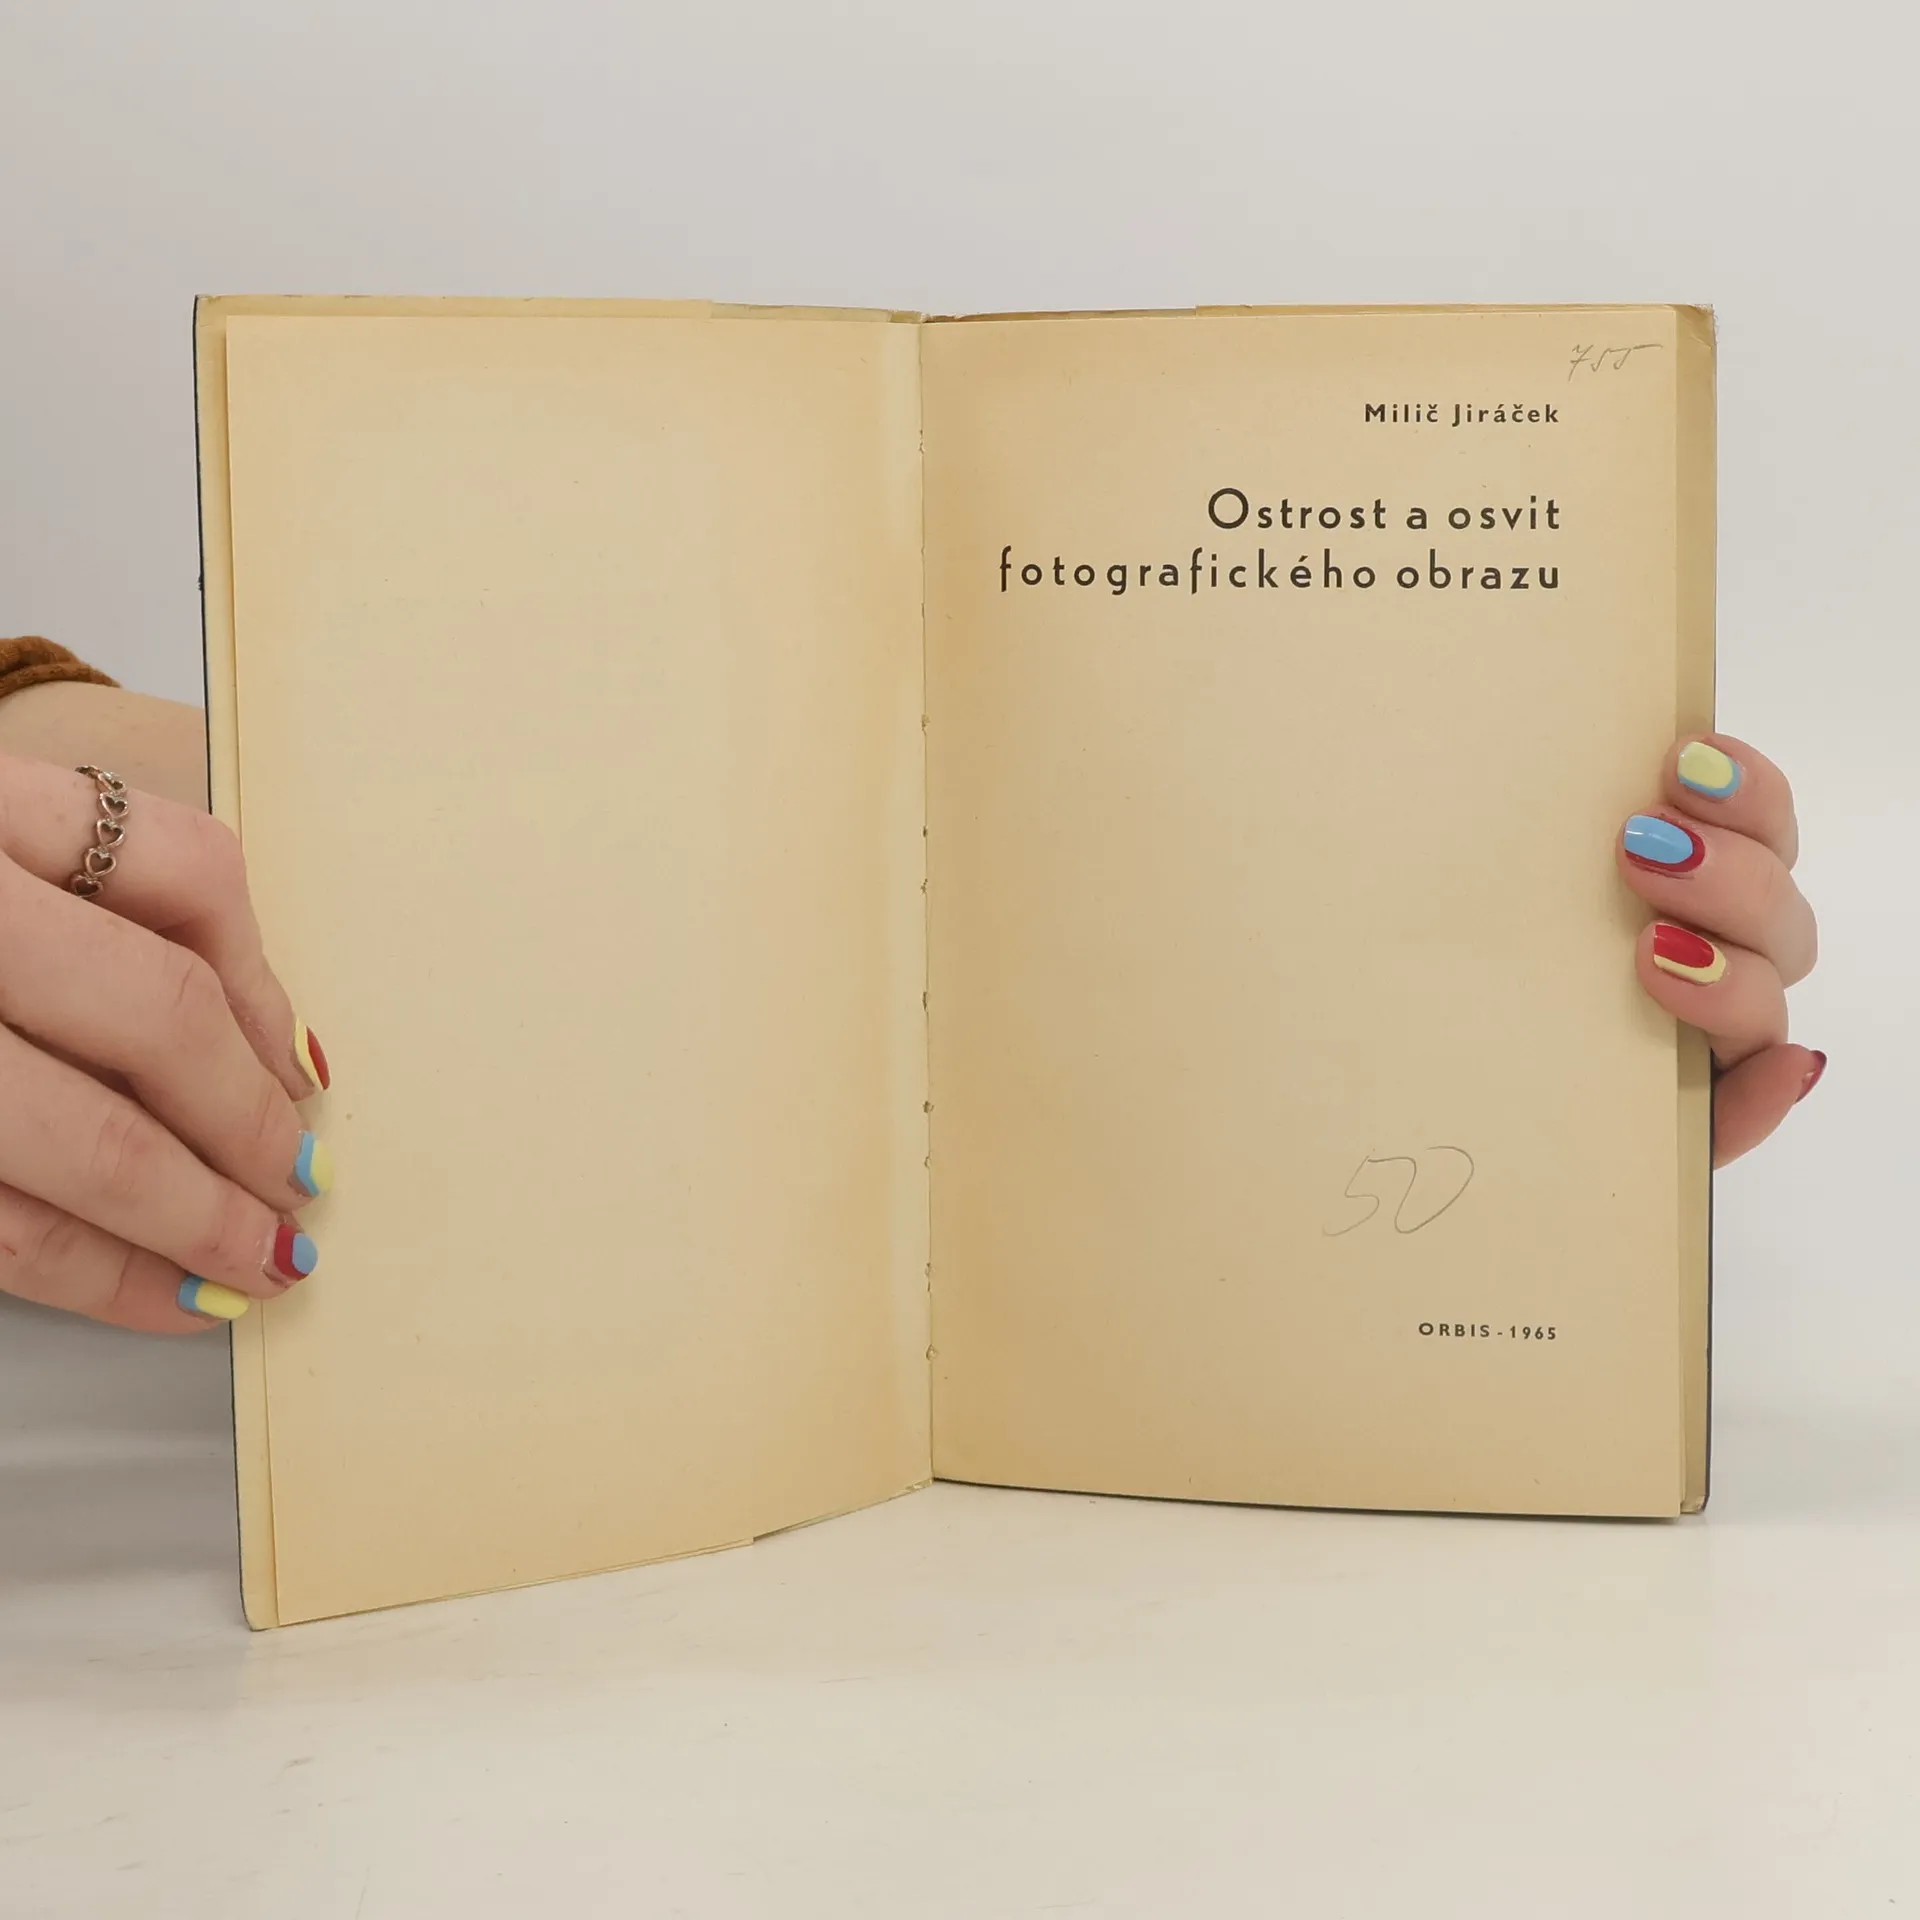 755
Milič Jiráček
Ostrost a osvit
fotografického obrazu
50
ORBIS - 1965